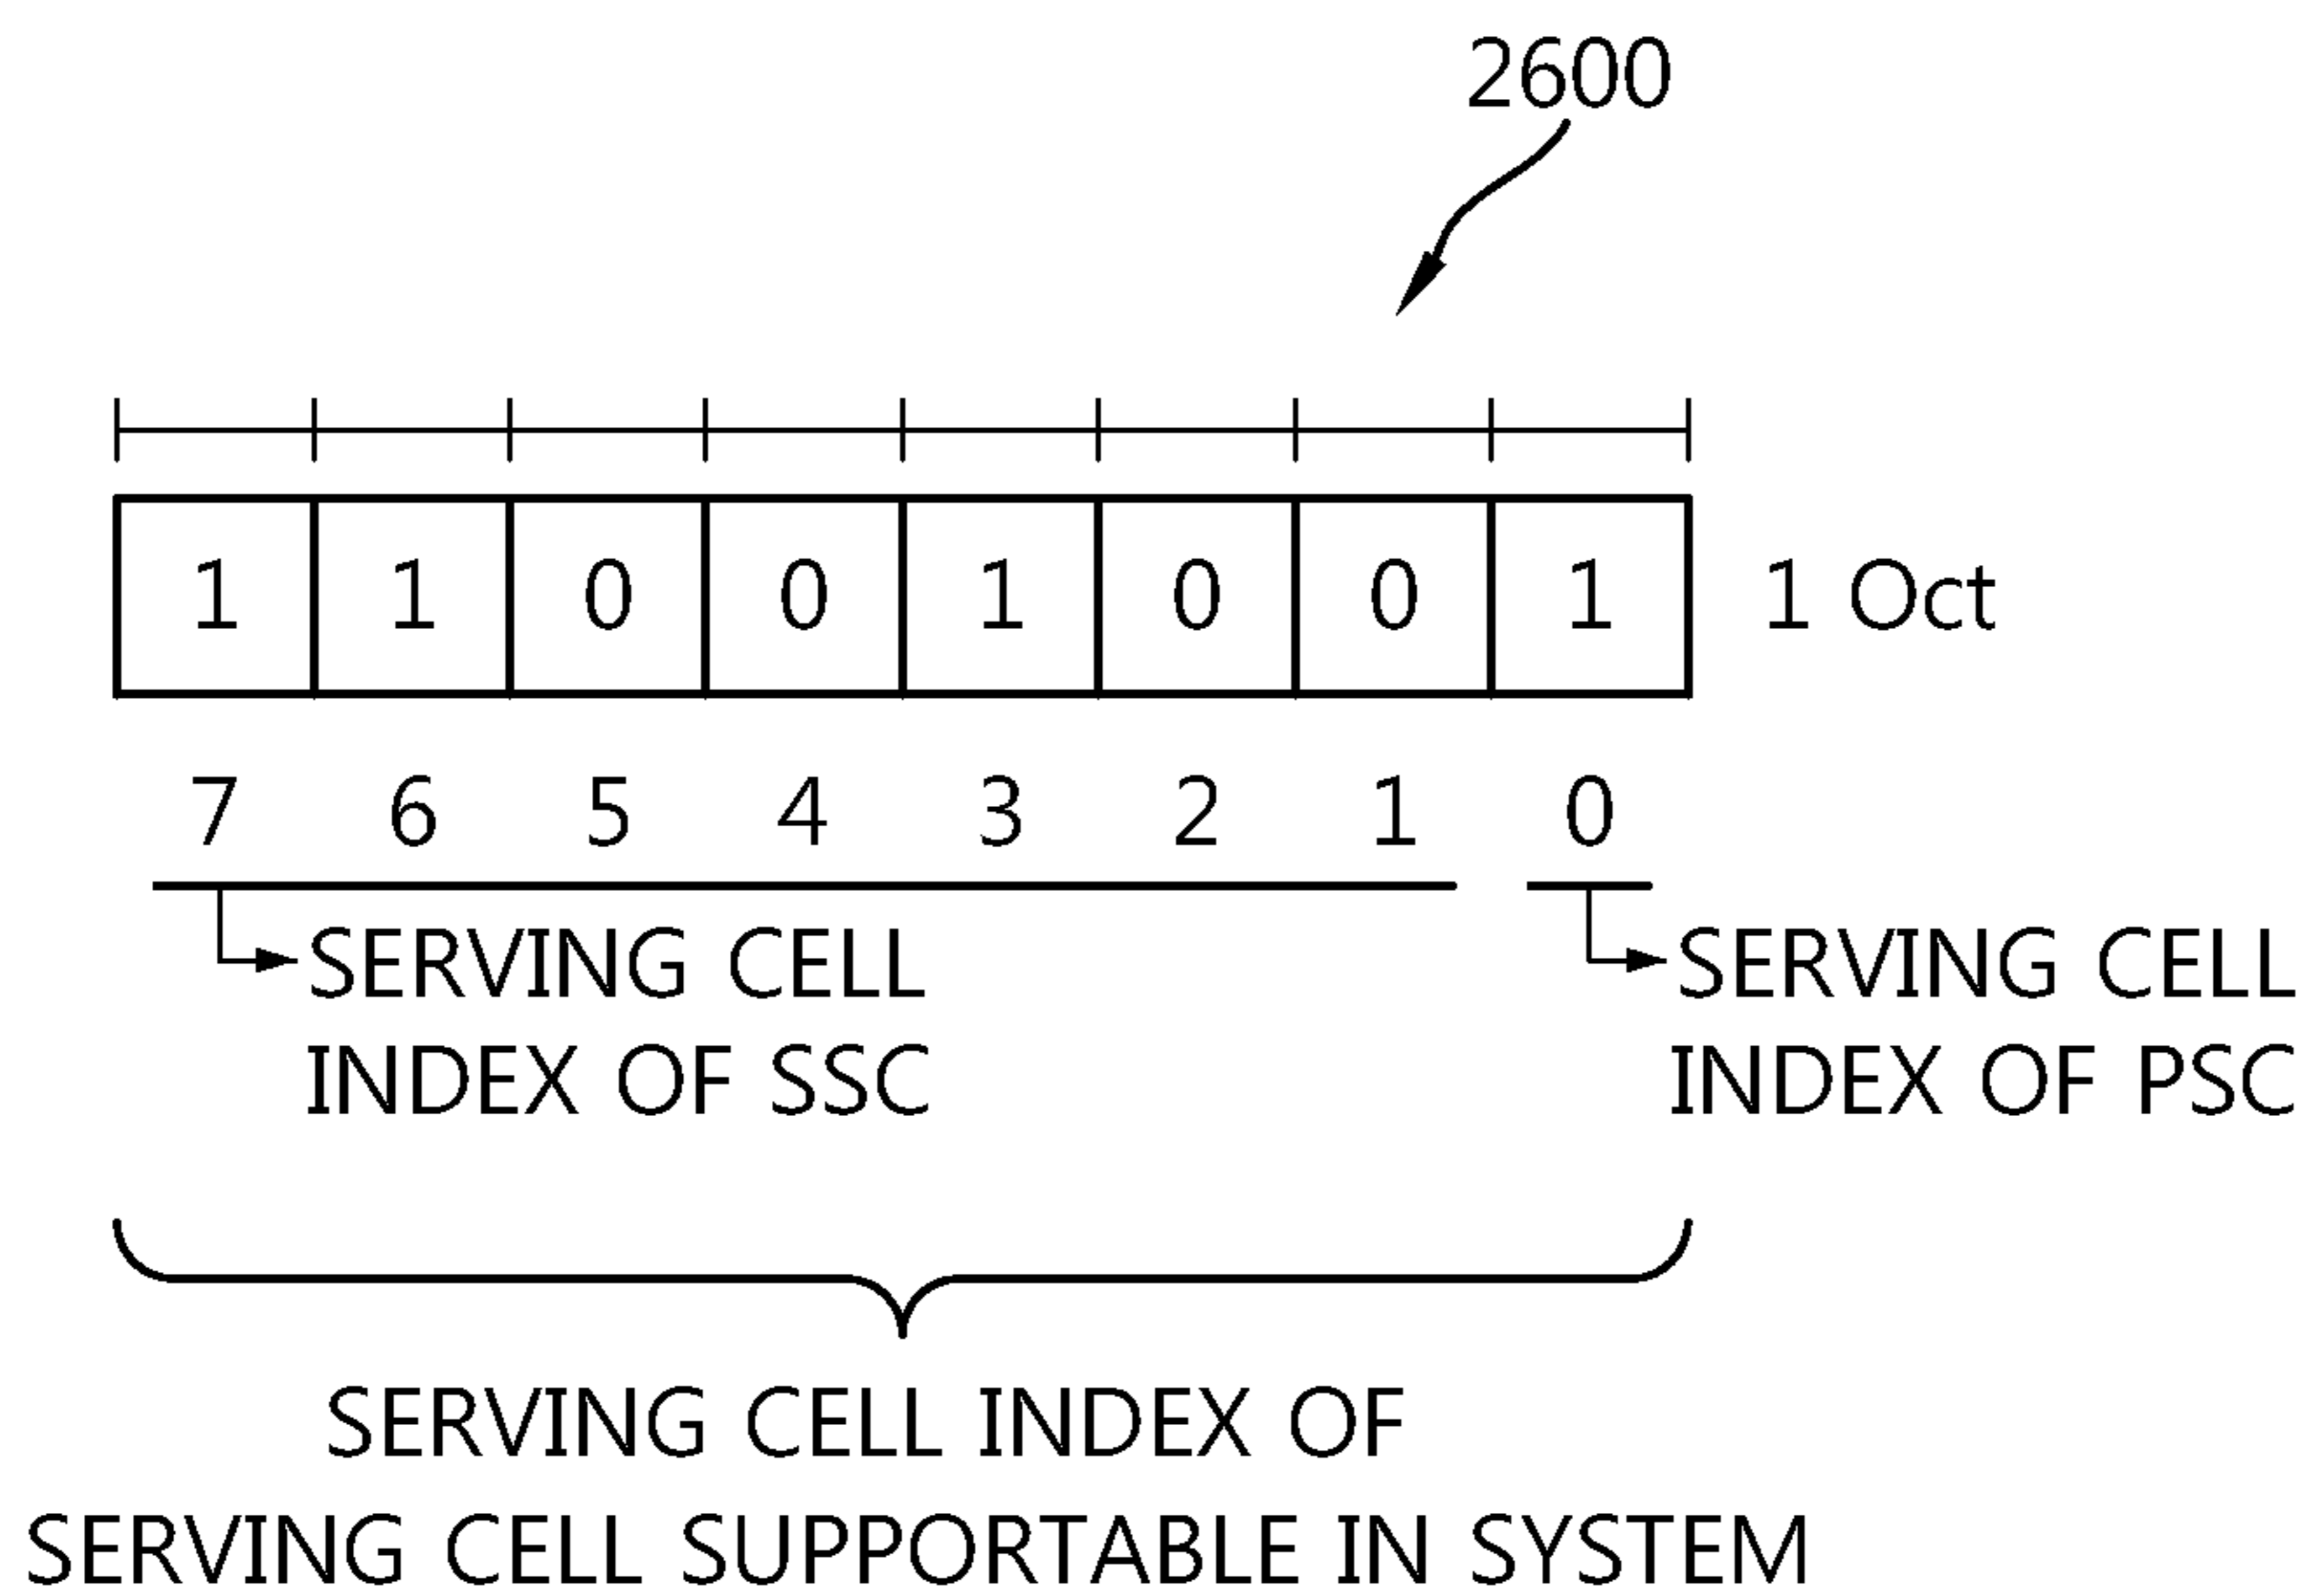 2600
1 1 0 0 1 0 0 1 1 Oct
7 6 5 4 3 2 1 0
SERVING CELL
INDEX OF SSC
SERVING CELL
INDEX OF PSC
SERVING CELL INDEX OF
SERVING CELL SUPPORTABLE IN SYSTEM